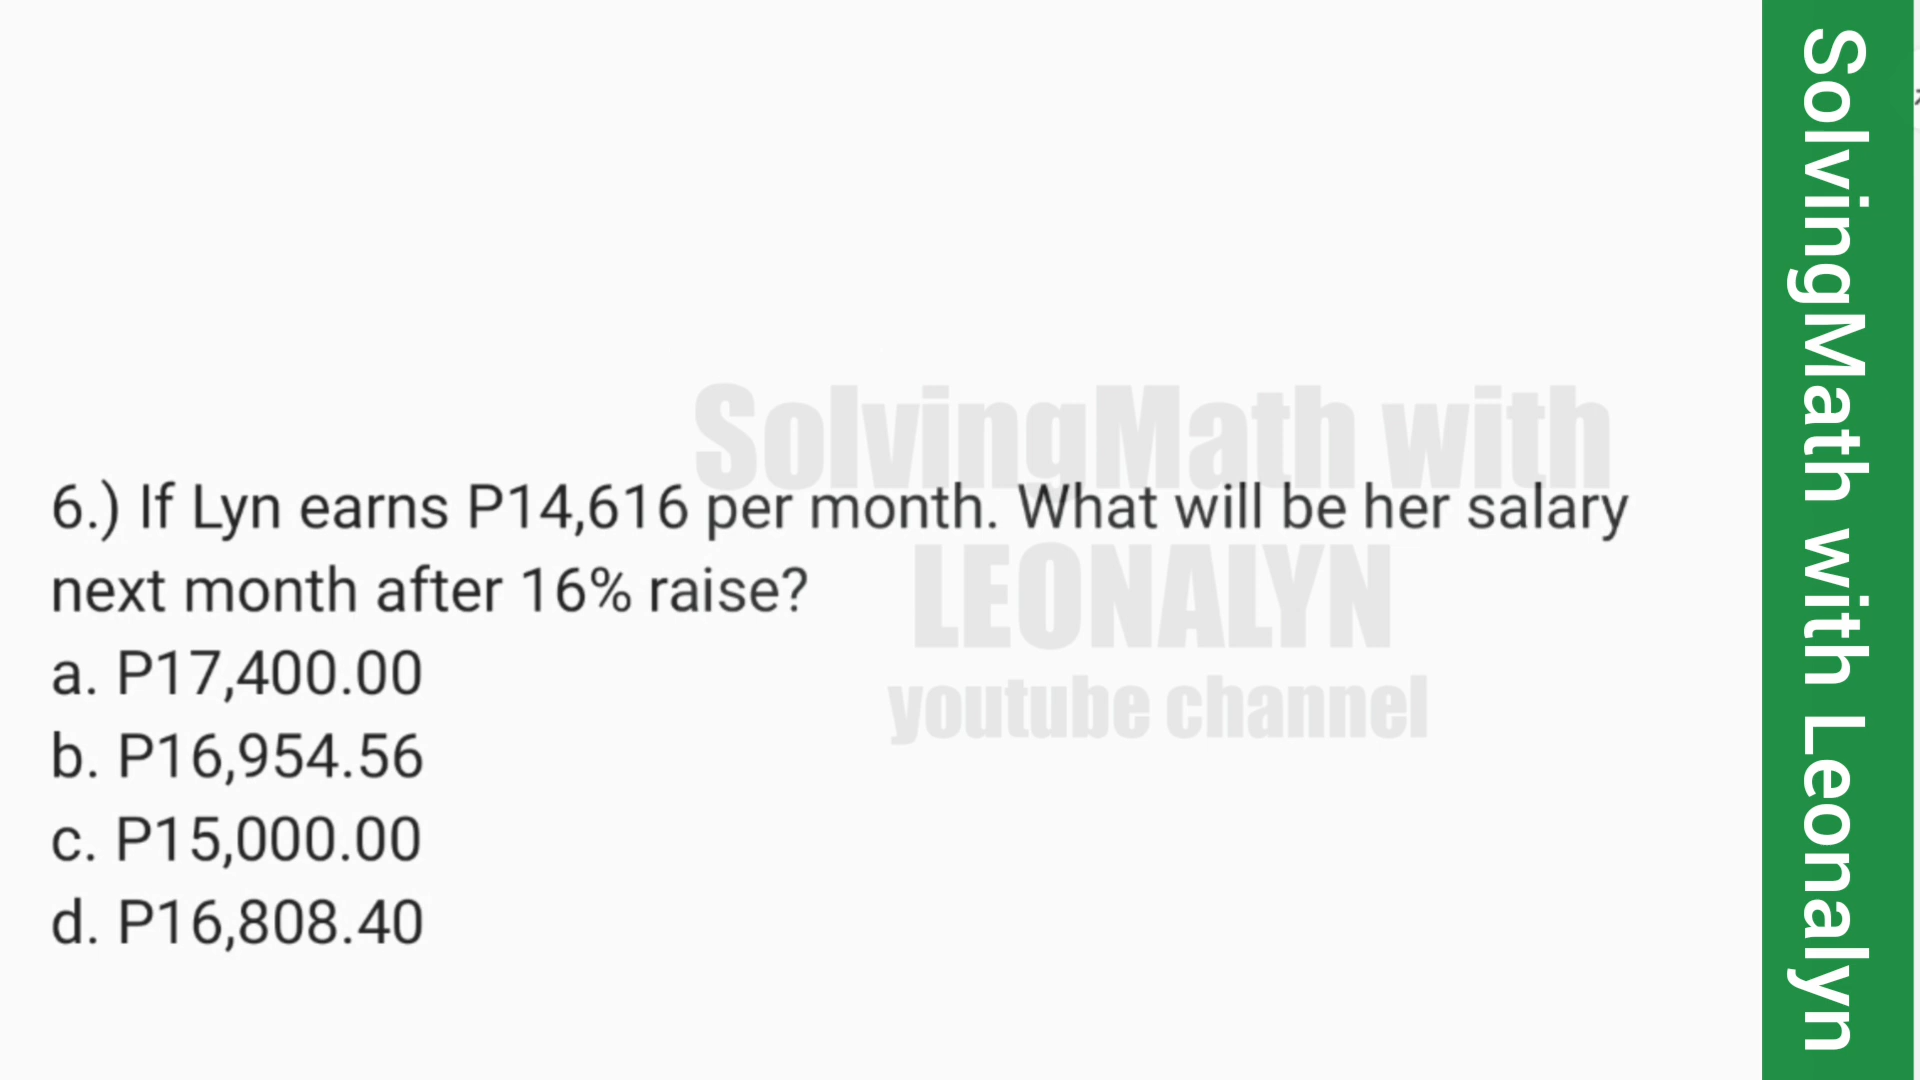 SolvingMath with
LEONALYN
youtube channel
6.) If Lyn earns P14,616 per month. What will be her salary
next month after 16% raise?
a. P17,400.00
b. P16,954.56
c. P15,000.00
d. P16,808.40
SolvingMath with Leonalyn